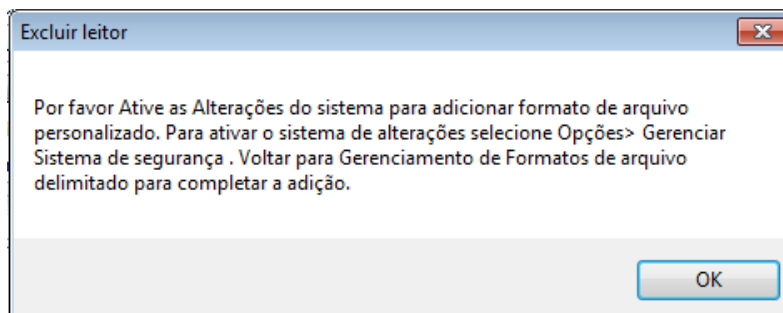 Excluir leitor
Por favor Ative as Alterações do sistema para adicionar formato de arquivo
personalizado. Para ativar o sistema de alterações selecione Opções> Gerenciar
Sistema de segurança . Voltar para Gerenciamento de Formatos de arquivo
delimitado para completar a adição.
OK